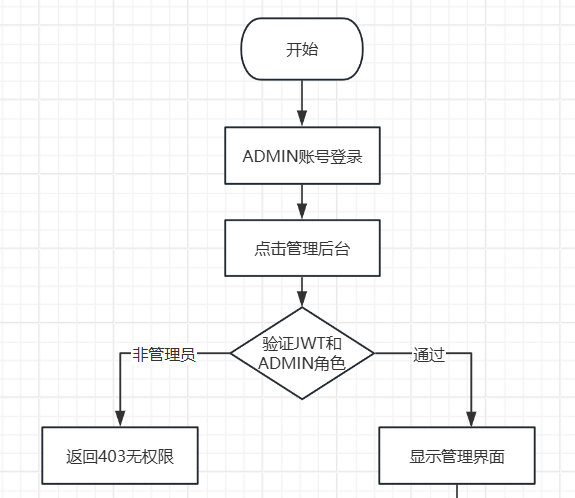 开始
ADMIN账号登录
点击管理后台
验证JWT和
ADMIN角色
非管理员
通过
返回403无权限
显示管理界面